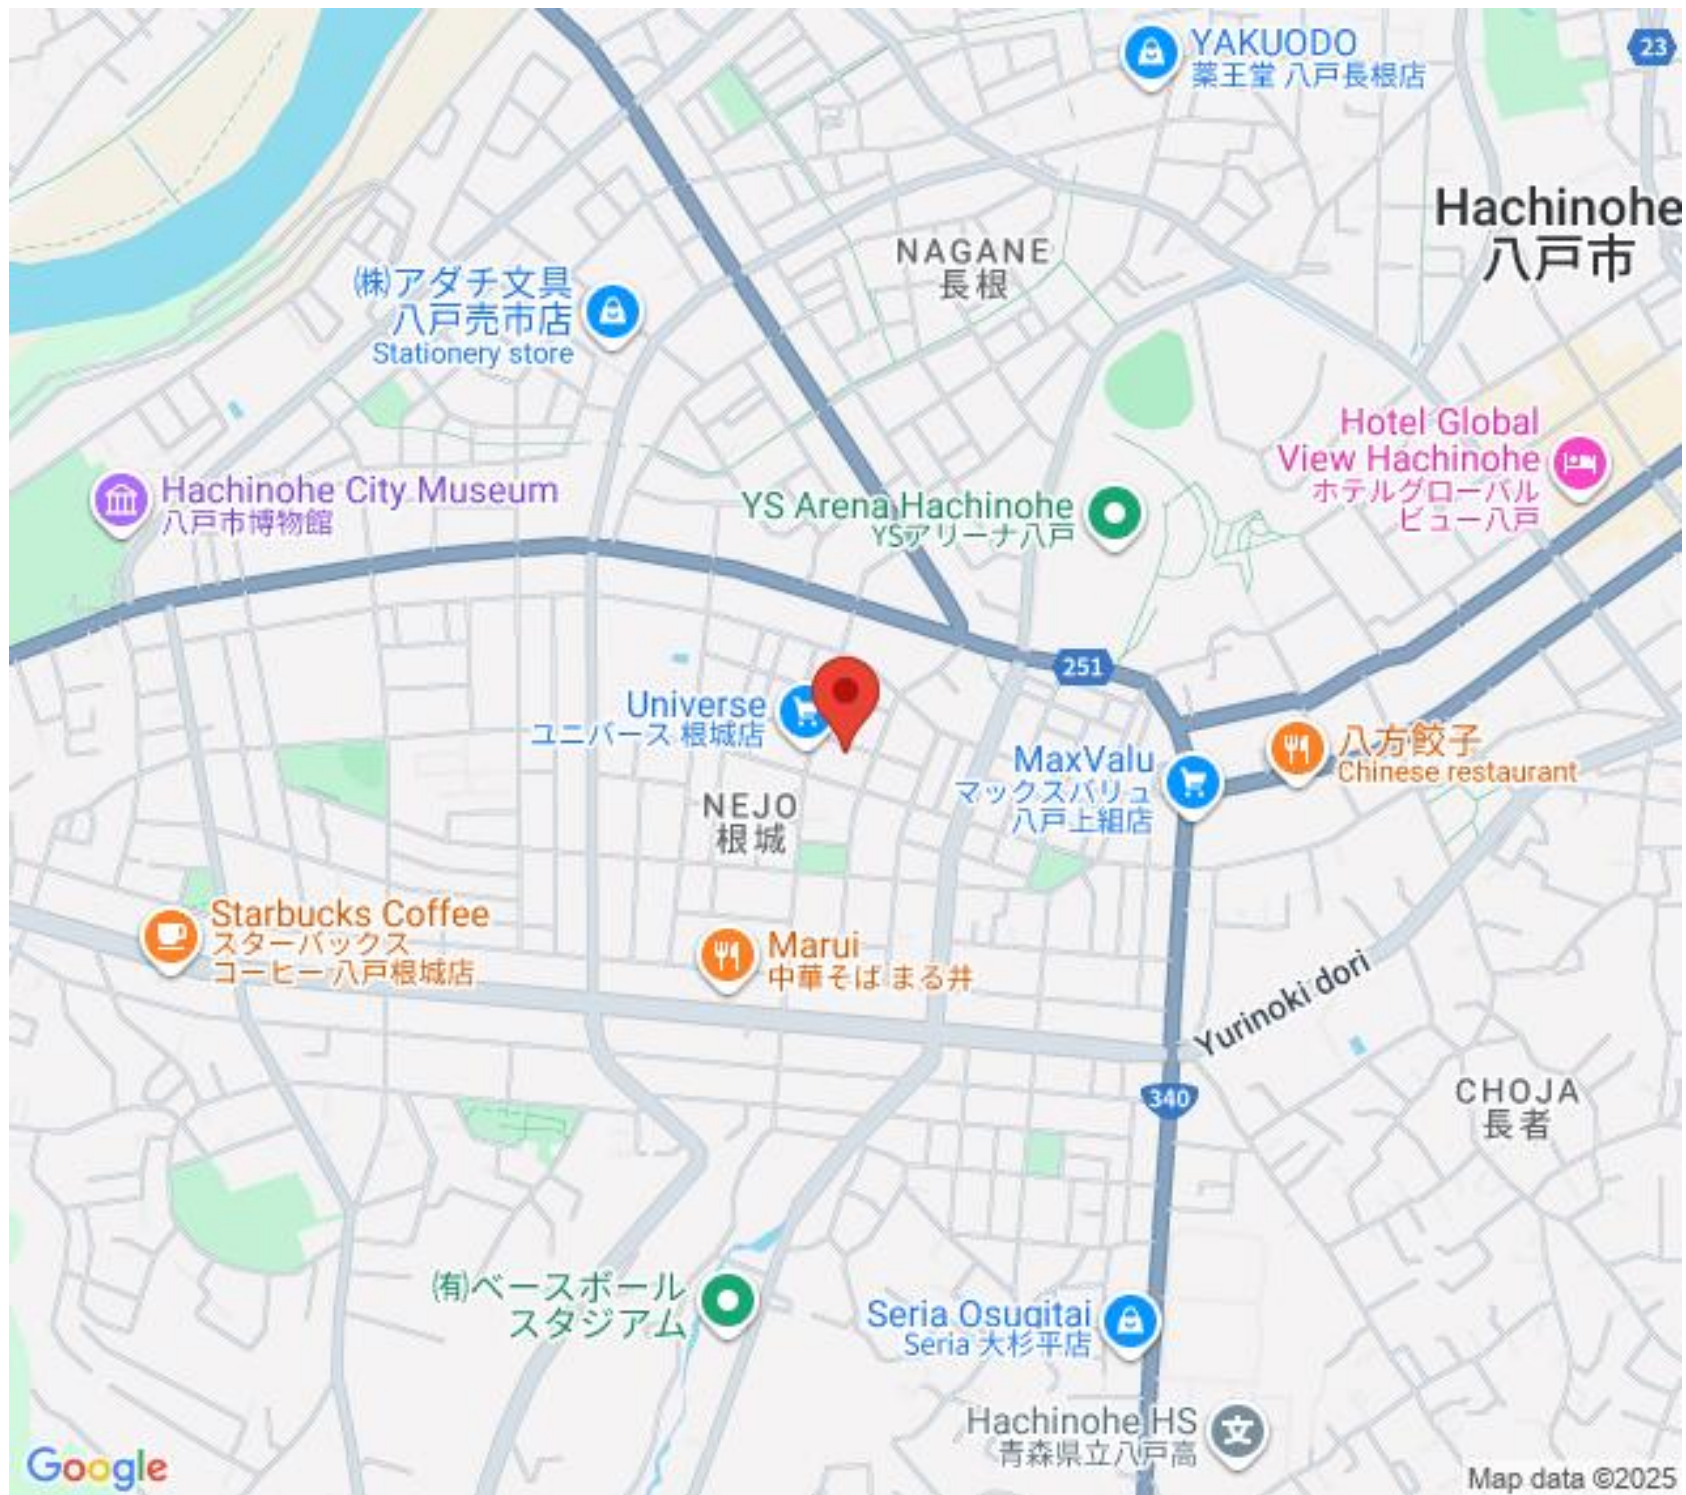 YAKUODO
薬王堂 八戸長根店
23
Hachinohe
八戸市
NAGANE
長根
㈱アダチ文具
八戸売市店
Stationery store
Hotel Global
View Hachinohe
ホテルグローバル
ビュー八戸
Hachinohe City Museum
八戸市博物館
YS Arena Hachinohe
YSアリーナ八戸
251
Universe
ユニバース 根城店
MaxValu
マックスバリュ
八戸上組店
八方餃子
Chinese restaurant
NEJO
根城
Starbucks Coffee
スターバックス
コーヒー 八戸根城店
Marui
中華そば まる井
Yurinoki dori
340
CHOJA
長者
㈲ベースボール
スタジアム
Seria Osugitai
Seria 大杉平店
Hachinohe HS
青森県立八戸高
文
Google
Map data ©2025